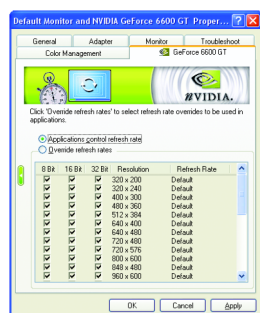 Default Monitor and NVIDIA GeForce 6600 GT Proper...
General Adapter Monitor Troubleshoot
Color Management GeForce 6600 GT
NVIDIA.
Click 'Override refresh rates' to select refresh rate overrides to be used in
applications.
Applications control refresh rate
Override refresh rates
8 Bit 16 Bit 32 Bit Resolution Refresh Rate
320 x 200 Default
320 x 240 Default
400 x 300 Default
480 x 360 Default
512 x 384 Default
640 x 400 Default
640 x 480 Default
720 x 480 Default
720 x 576 Default
800 x 600 Default
848 x 480 Default
960 x 600 Default
OK Cancel Apply